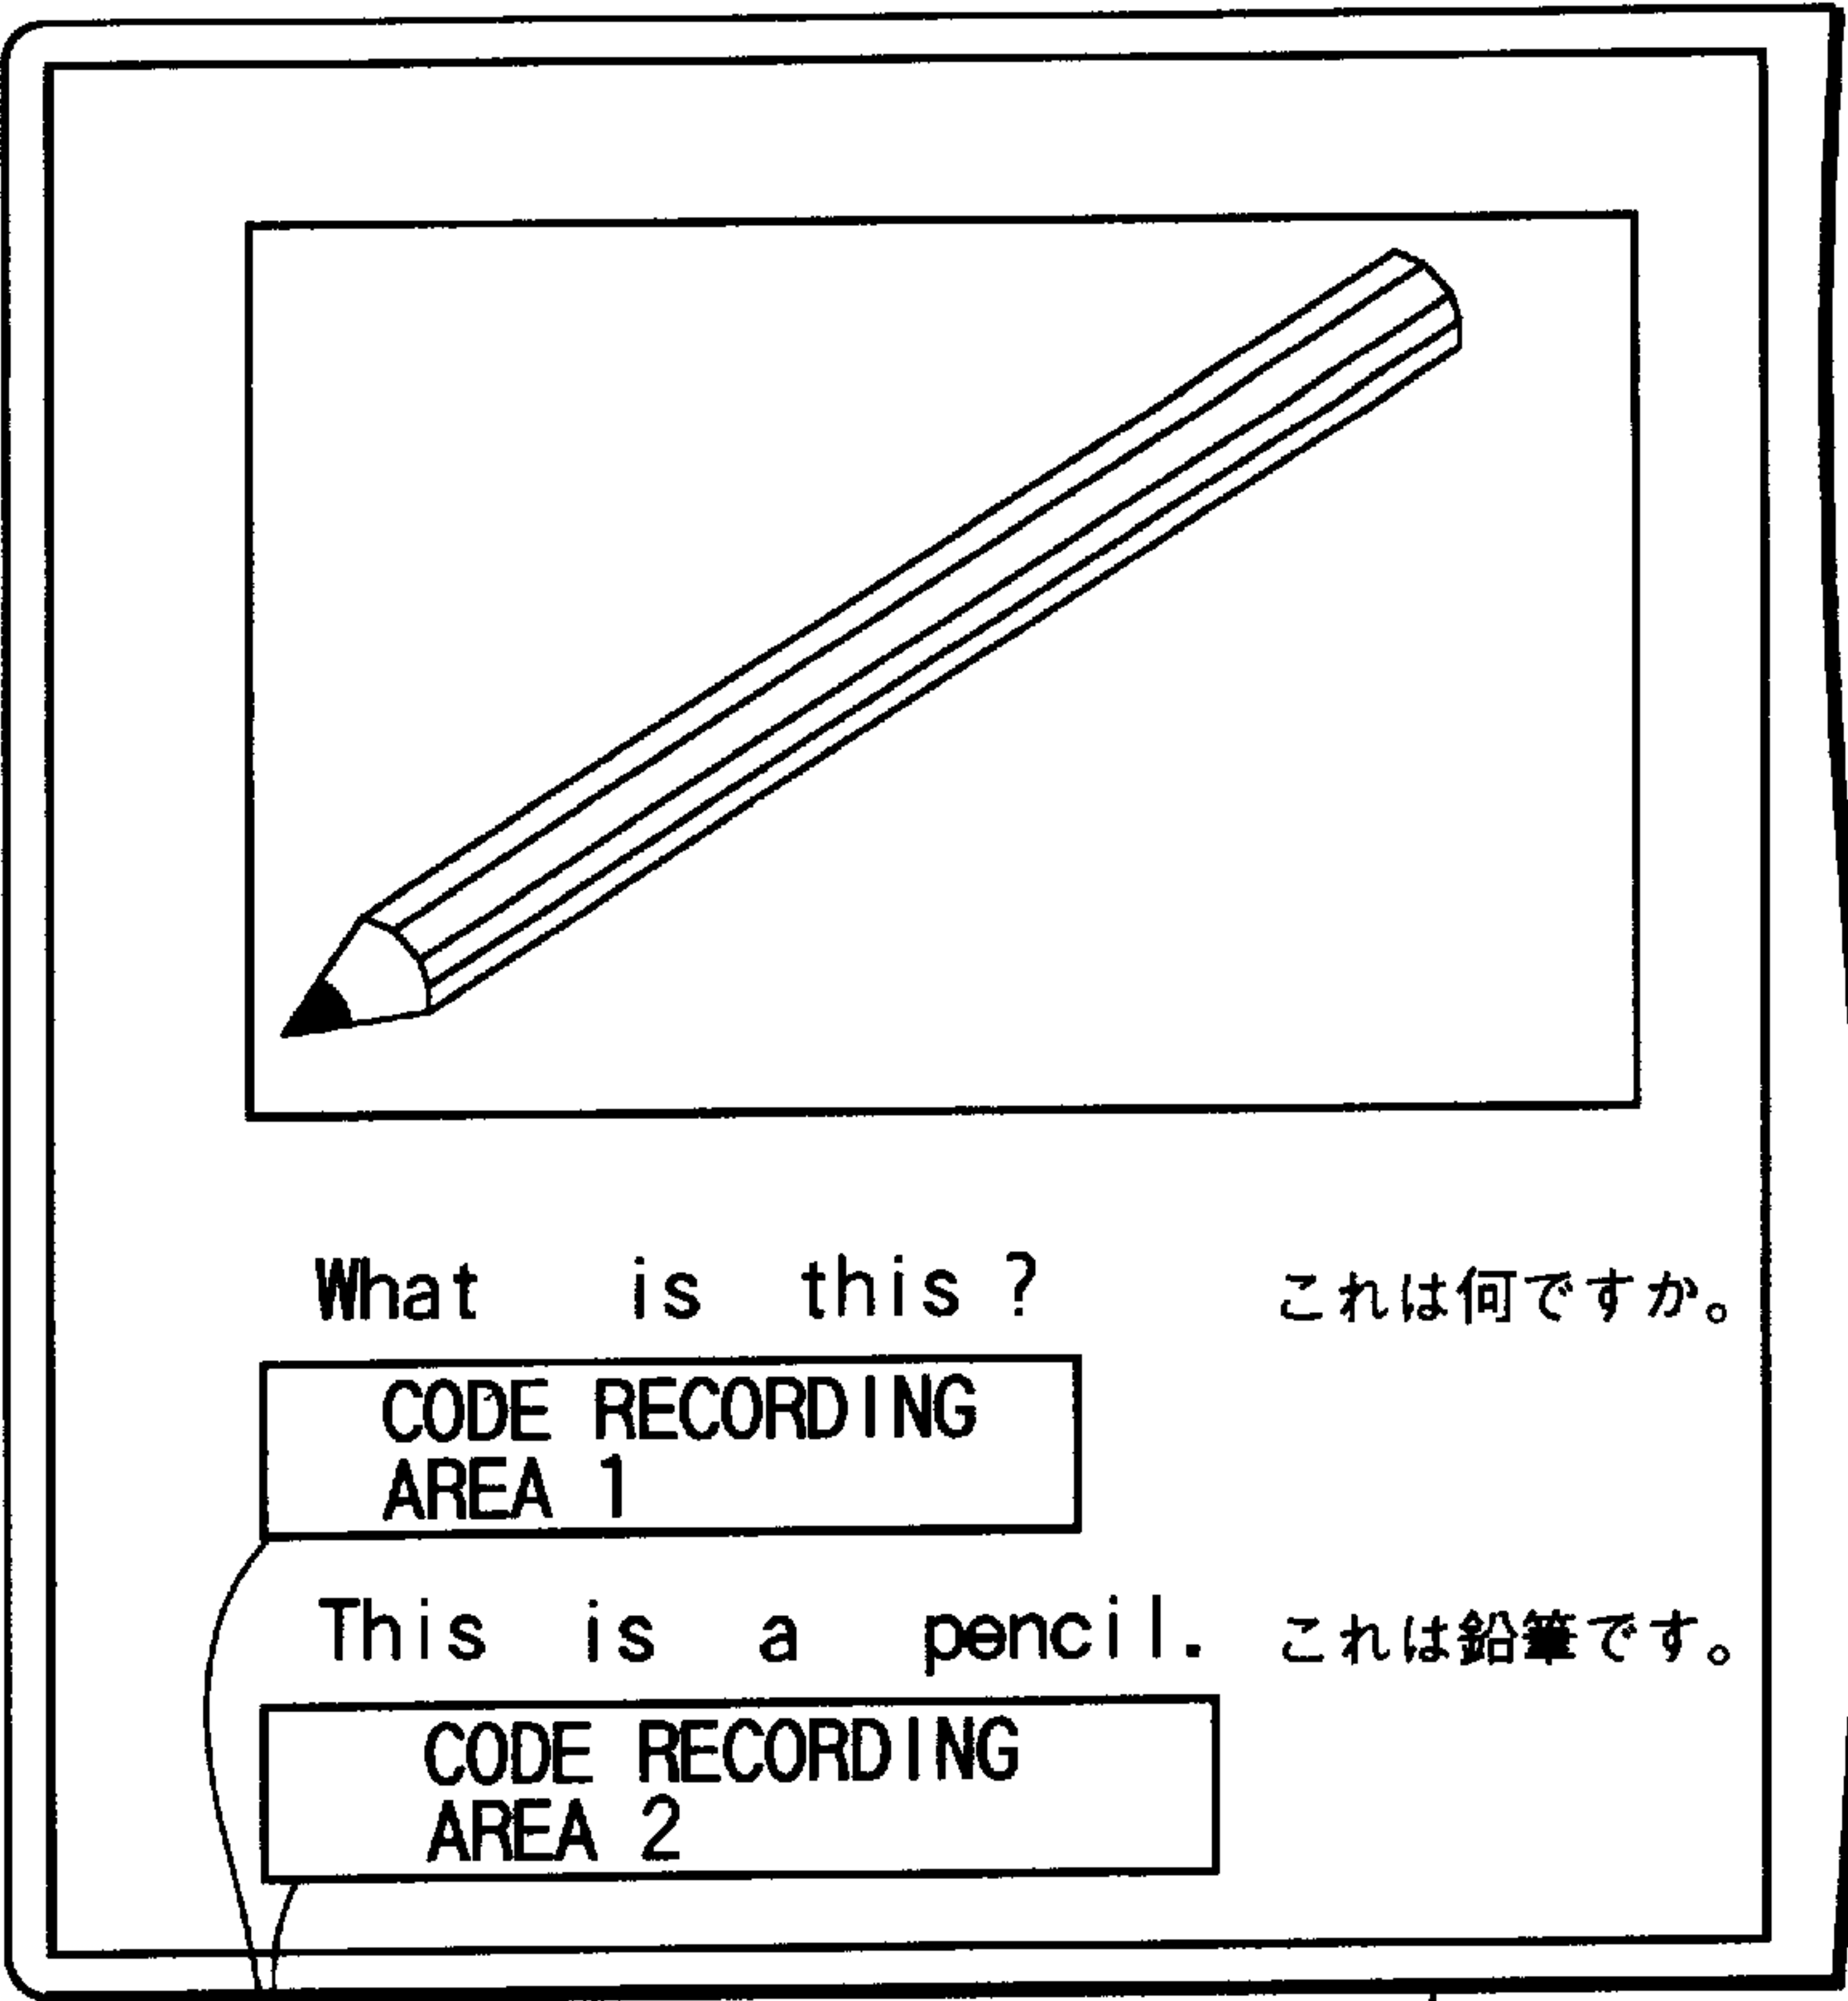 What is this? これは何ですか。
CODE RECORDING
AREA 1
This is a pencil. これは鉛筆です。
CODE RECORDING
AREA 2